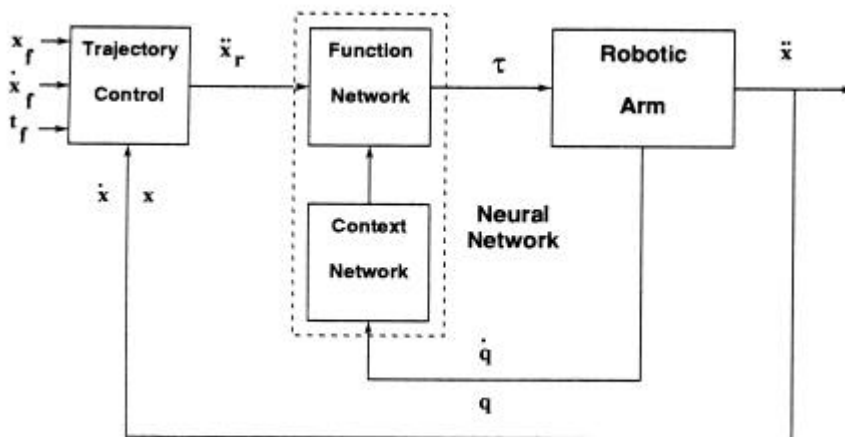 x_f
ẋ_f
t_f
Trajectory
Control
ẍ_r
Function
Network
τ
Robotic
Arm
ẍ
ẋ x
Context
Network
Neural
Network
q̇
q